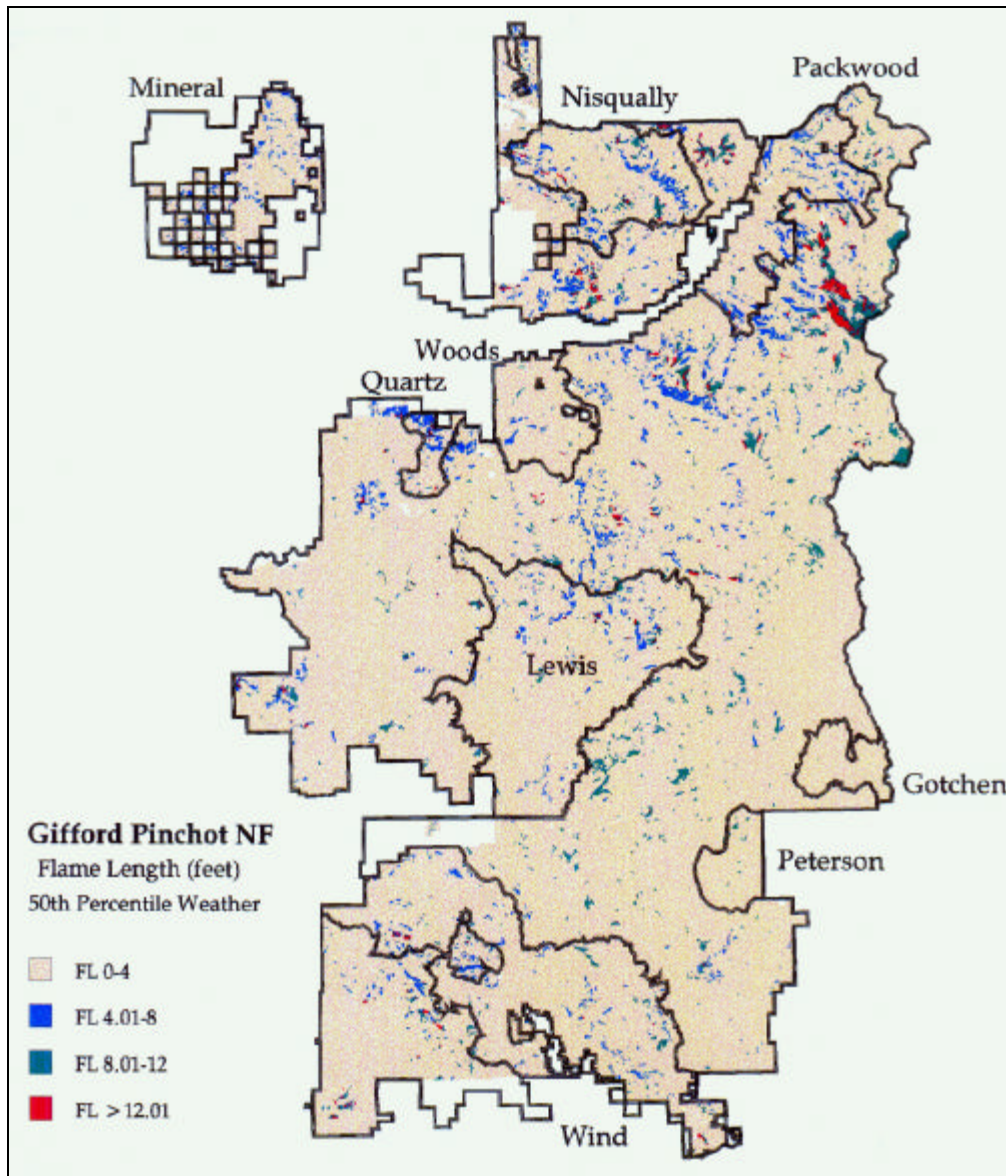 Mineral
Nisqually
Packwood
Woods
Quartz
Lewis
Gotchen
Peterson
Wind
Gifford Pinchot NF
Flame Length (feet)
50th Percentile Weather
FL 0-4
FL 4.01-8
FL 8.01-12
FL > 12.01